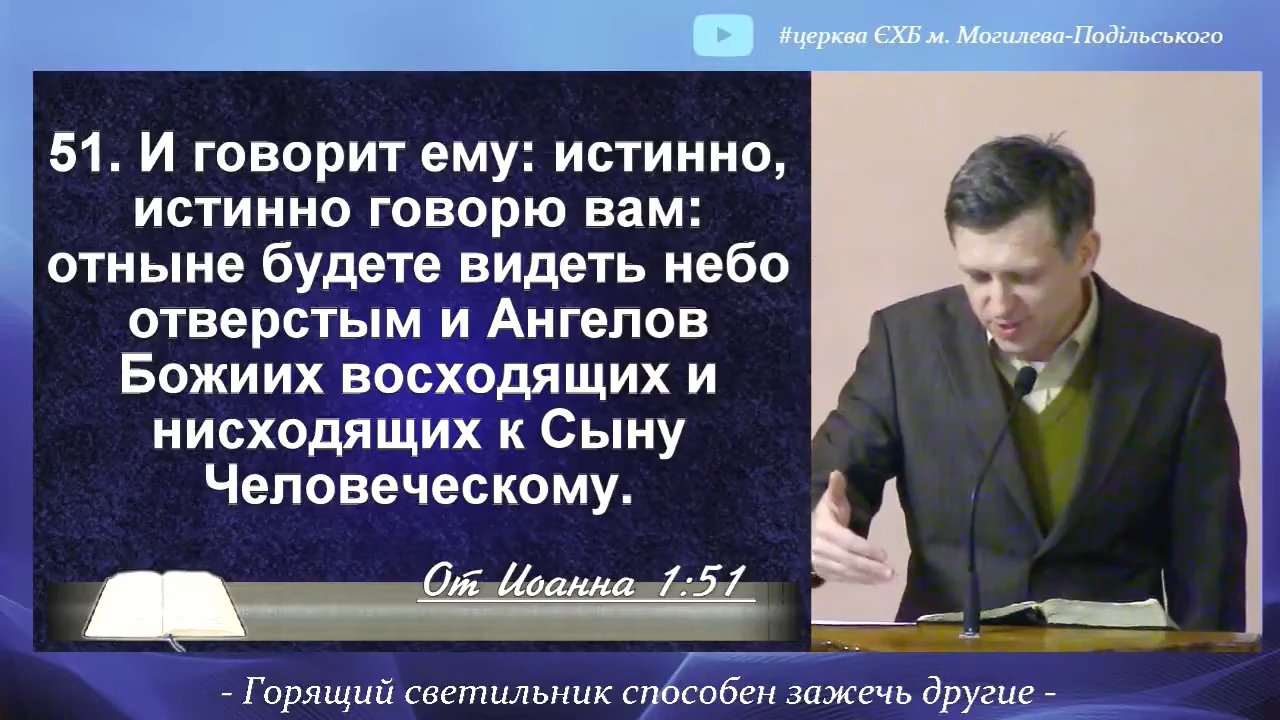 #церква ЄХБ м. Могилева-Подільського
51. И говорит ему: истинно,
истинно говорю вам:
отныне будете видеть небо
отверстым и Ангелов
Божиих восходящих и
нисходящих к Сыну
Человеческому.
От Иоанна 1:51
- Горящий светильник способен зажечь другие -